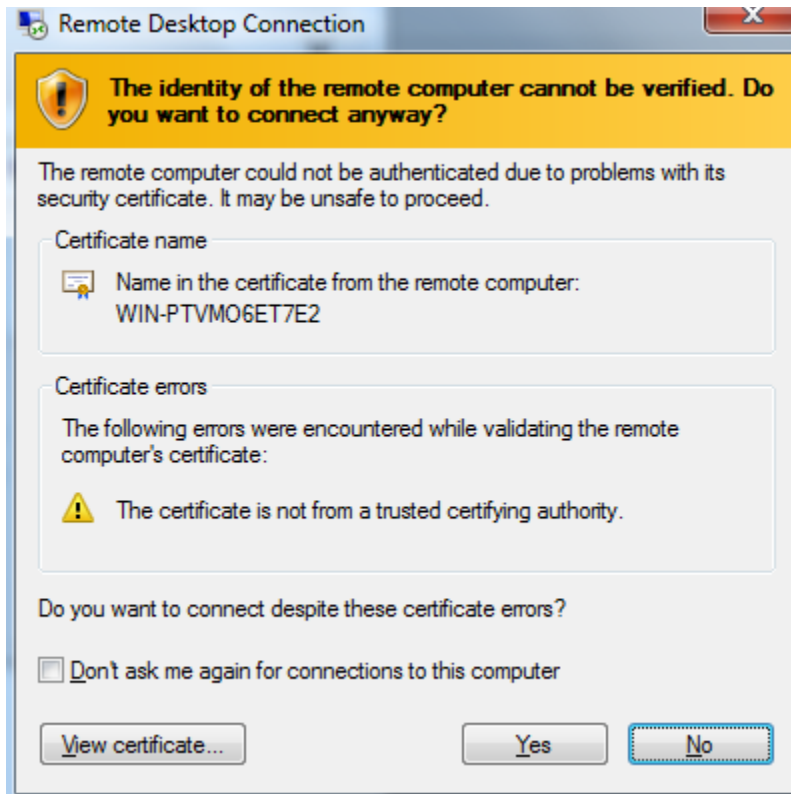 Remote Desktop Connection
The identity of the remote computer cannot be verified. Do
you want to connect anyway?
The remote computer could not be authenticated due to problems with its
security certificate. It may be unsafe to proceed.
Certificate name
Name in the certificate from the remote computer:
WIN-PTVMO6ET7E2
Certificate errors
The following errors were encountered while validating the remote
computer's certificate:
The certificate is not from a trusted certifying authority.
Do you want to connect despite these certificate errors?
Don't ask me again for connections to this computer
View certificate...
Yes
No